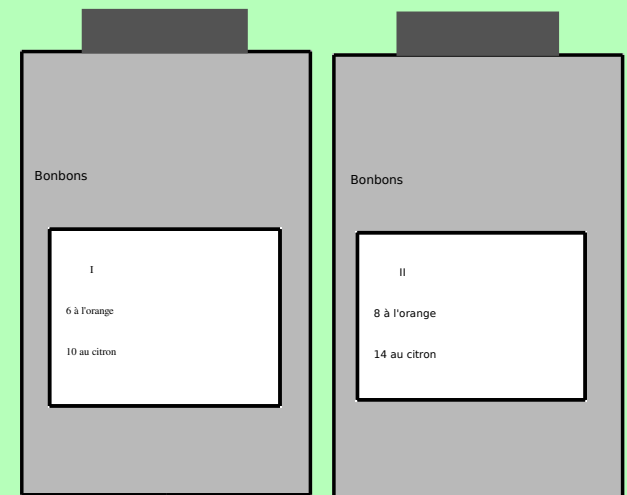 Bonbons
I
6 à l'orange
10 au citron
Bonbons
II
8 à l'orange
14 au citron